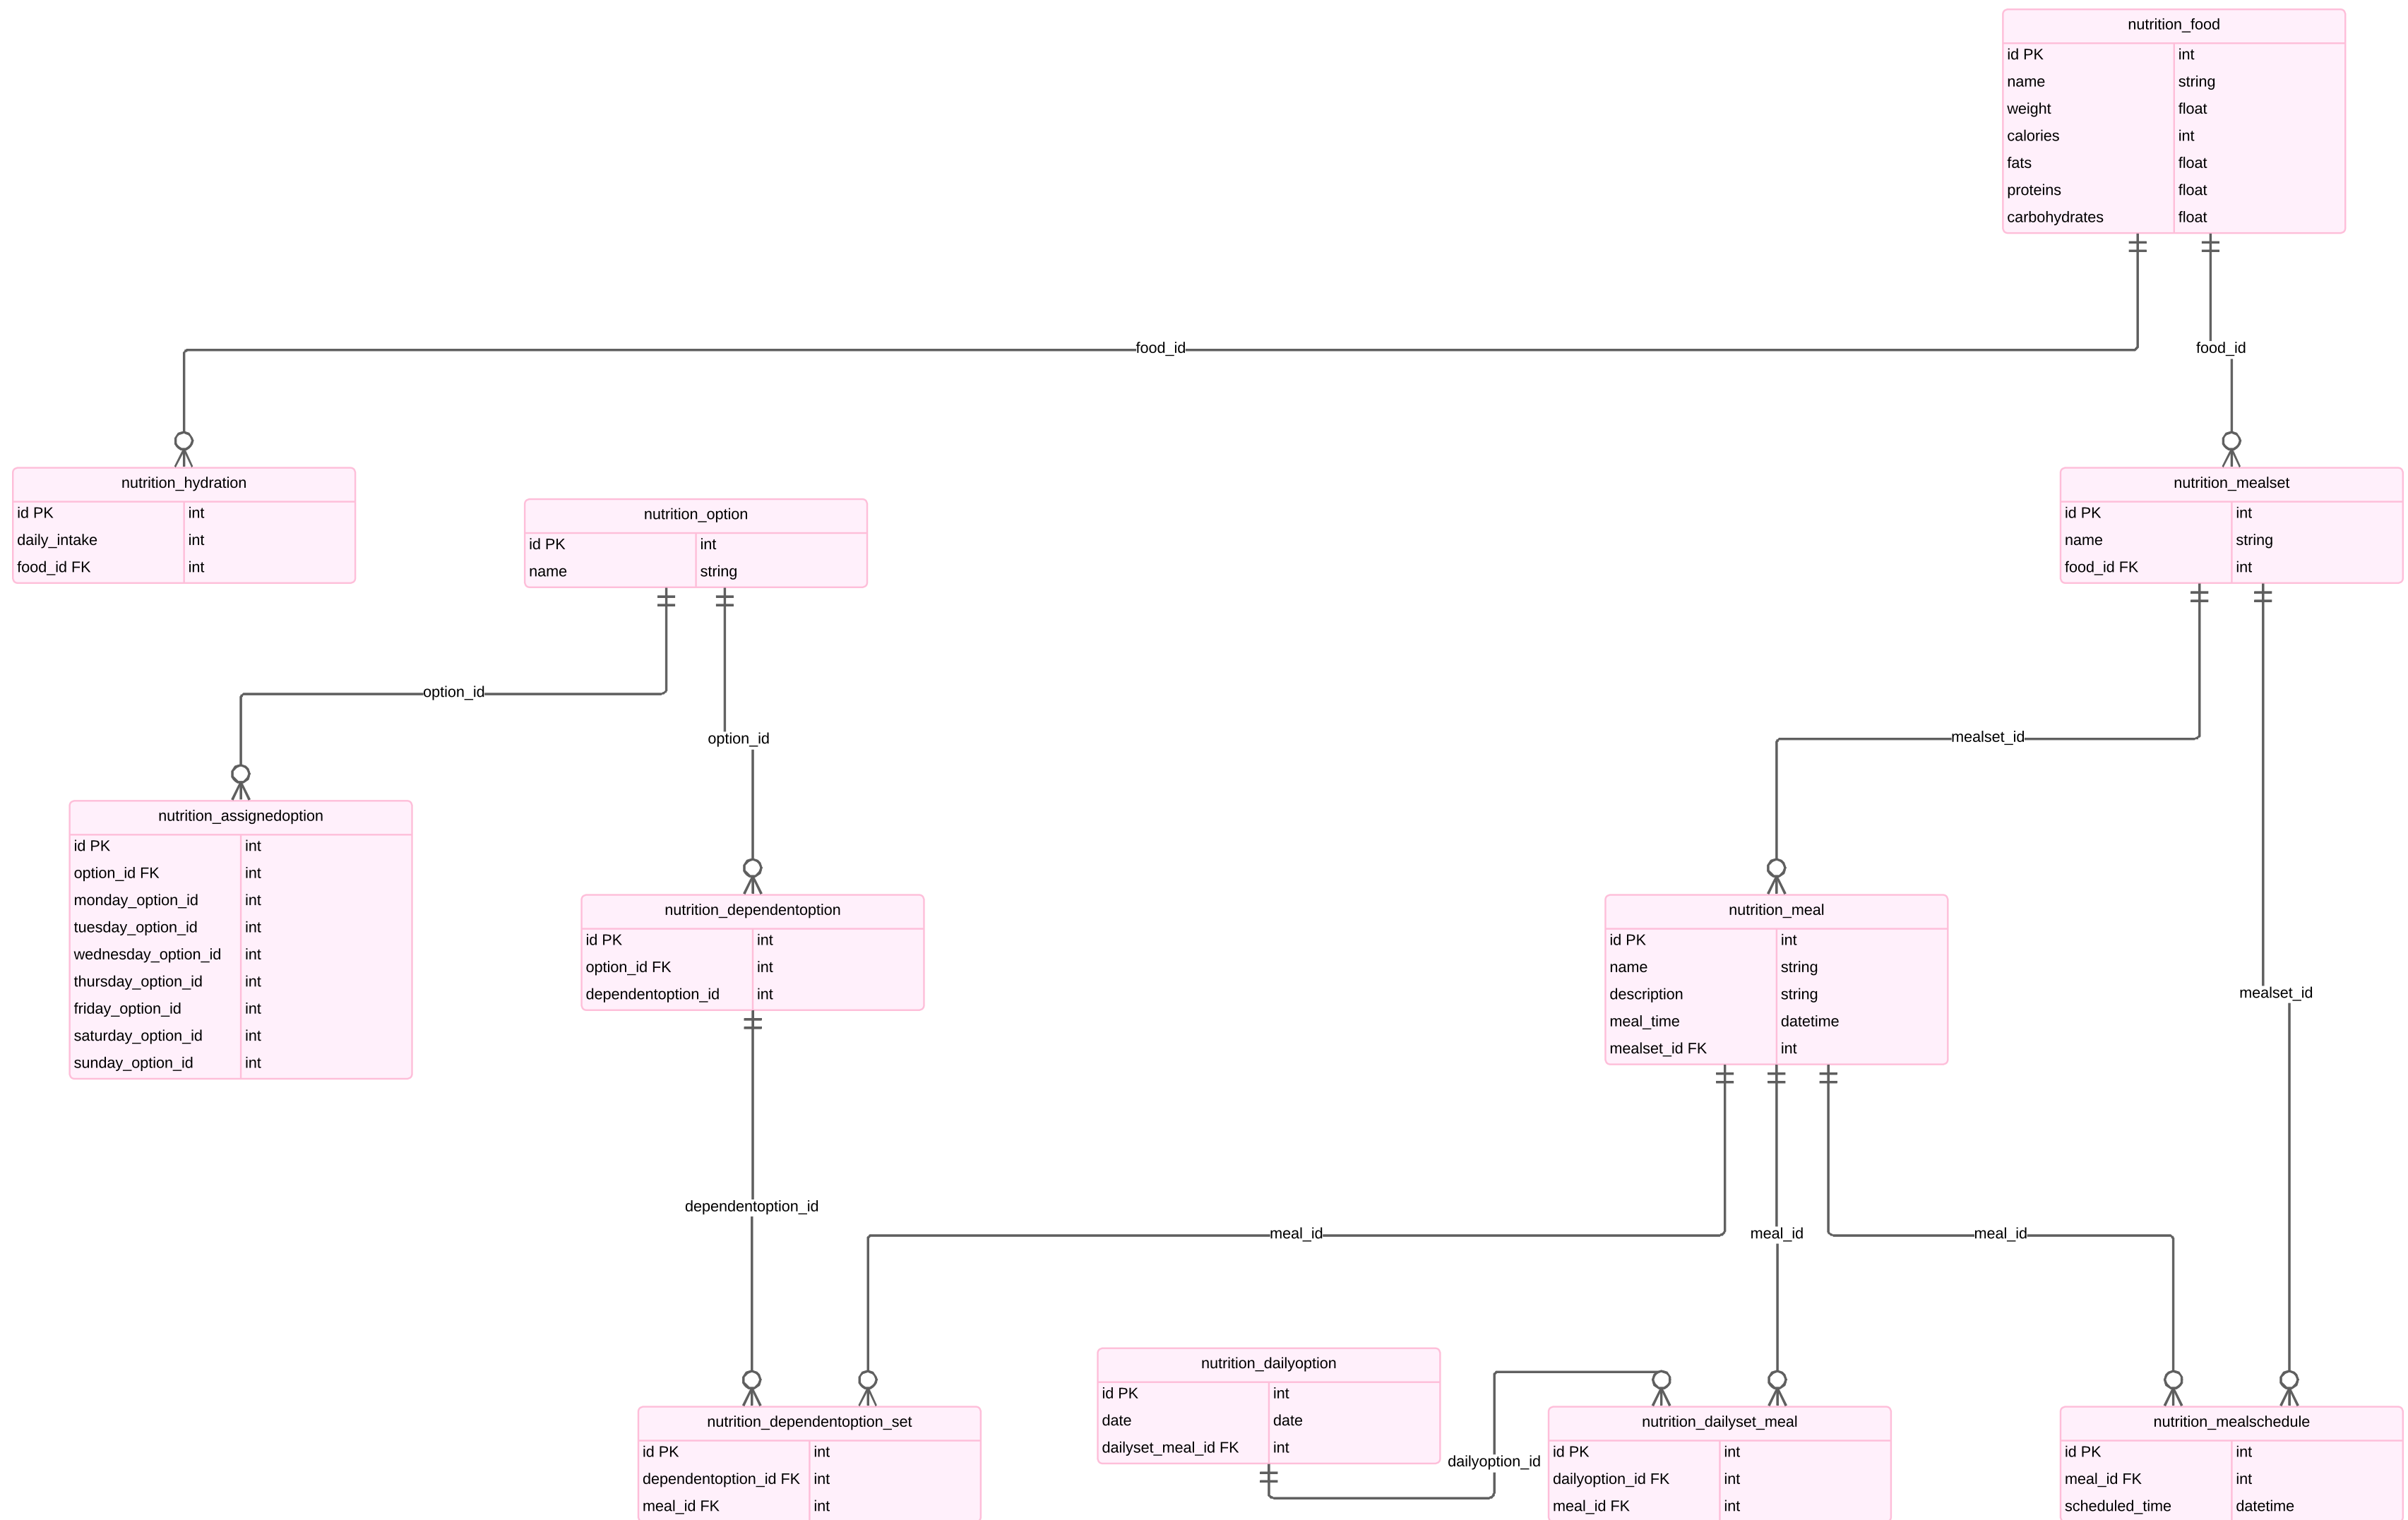 nutrition_food
id PK int
name string
weight float
calories int
fats float
proteins float
carbohydrates float
food_id
food_id
nutrition_hydration
id PK int
daily_intake int
food_id FK int
nutrition_option
id PK int
name string
nutrition_mealset
id PK int
name string
food_id FK int
option_id
option_id
mealset_id
mealset_id
nutrition_assignedoption
id PK int
option_id FK int
monday_option_id int
tuesday_option_id int
wednesday_option_id int
thursday_option_id int
friday_option_id int
saturday_option_id int
sunday_option_id int
nutrition_dependentoption
id PK int
option_id FK int
dependentoption_id int
nutrition_meal
id PK int
name string
description string
meal_time datetime
mealset_id FK int
dependentoption_id
meal_id
meal_id
meal_id
nutrition_dependentoption_set
id PK int
dependentoption_id FK int
meal_id FK int
nutrition_dailyoption
id PK int
date date
dailyset_meal_id FK int
dailyoption_id
nutrition_dailyset_meal
id PK int
dailyoption_id FK int
meal_id FK int
nutrition_mealschedule
id PK int
meal_id FK int
scheduled_time datetime